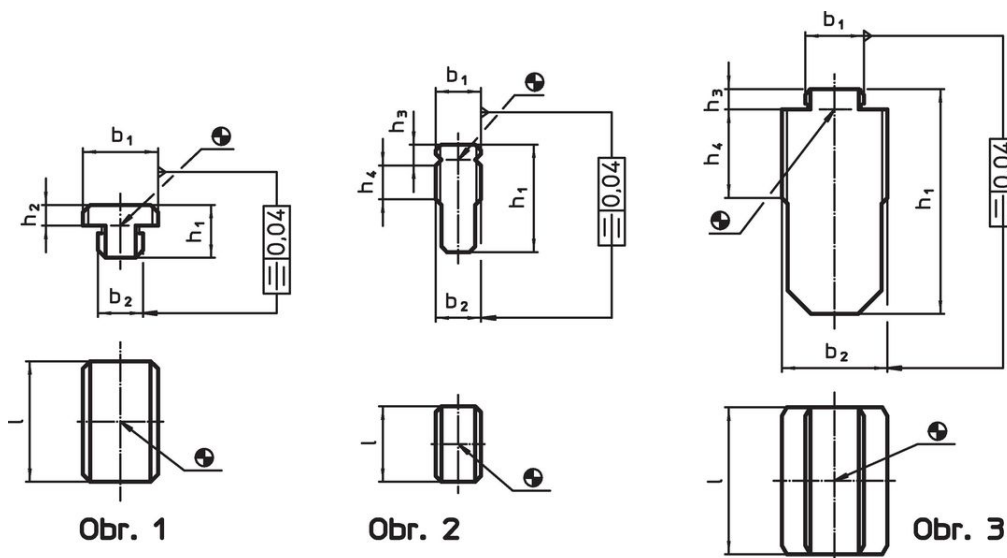 b₁
h₂
h₁
b₂
0,04
l
Obr. 1
b₁
h₃
h₄
h₁
b₂
0,04
l
Obr. 2
b₁
h₃
h₄
h₁
b₂
0,04
l
Obr. 3